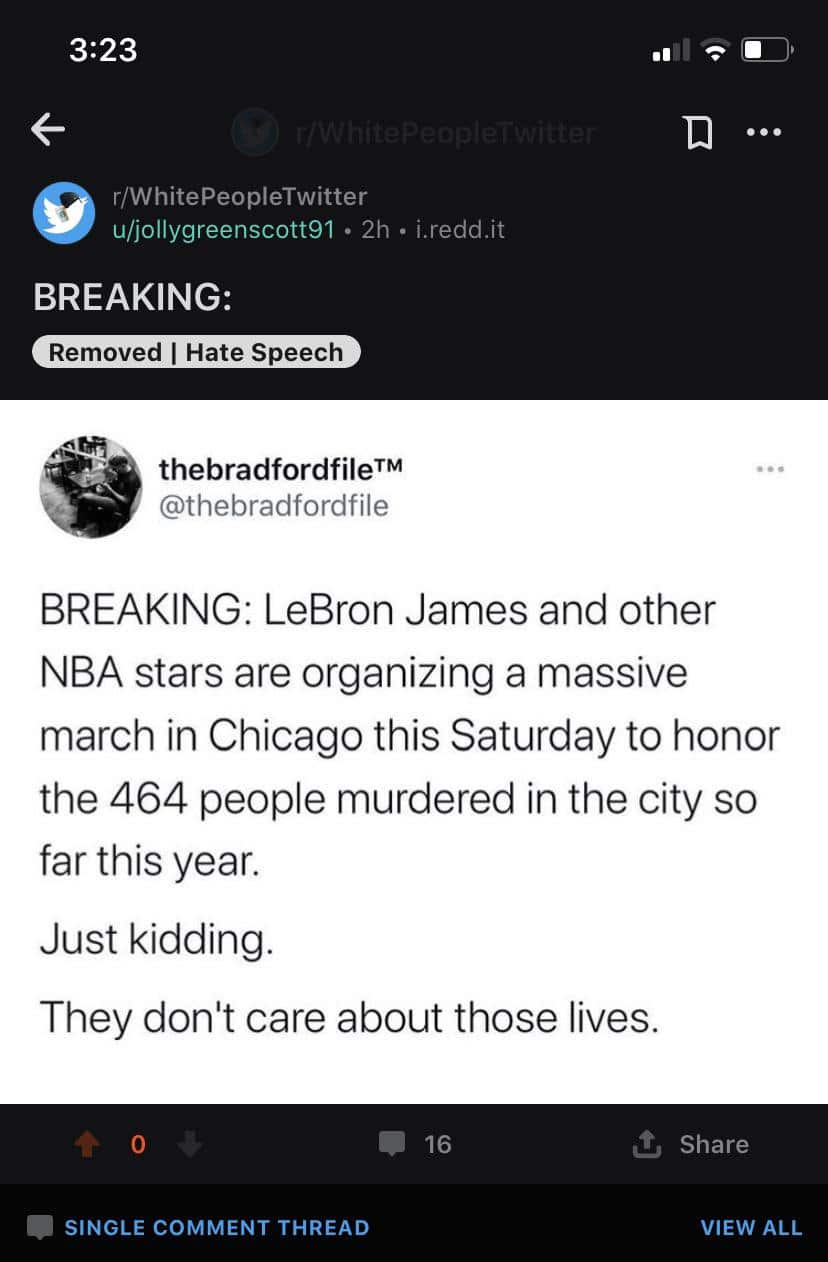 3:23
r/WhitePeopleTwitter
r/WhitePeopleTwitter
u/jollygreenscott91 • 2h • i.redd.it
BREAKING:
Removed | Hate Speech
thebradfordfile™
@thebradfordfile
BREAKING: LeBron James and other
NBA stars are organizing a massive
march in Chicago this Saturday to honor
the 464 people murdered in the city so
far this year.
Just kidding.
They don't care about those lives.
0
16
Share
SINGLE COMMENT THREAD
VIEW ALL